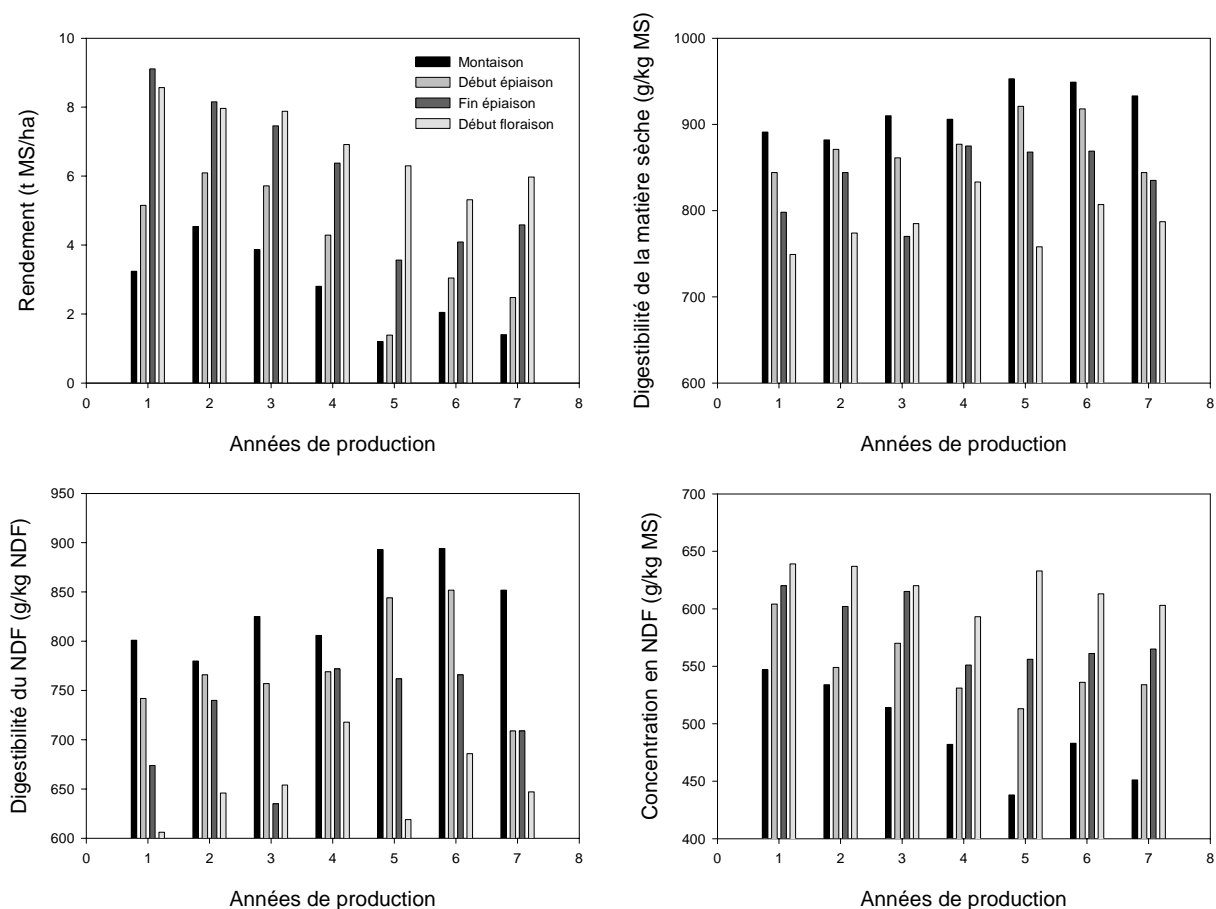 Rendement (t MS/ha)
10
8
6
4
2
0
Montaison
Début épiaison
Fin épiaison
Début floraison
0 1 2 3 4 5 6 7 8
Années de production
Digestibilité de la matière sèche (g/kg MS)
1000
900
800
700
600
0 1 2 3 4 5 6 7 8
Années de production
Digestibilité du NDF (g/kg NDF)
950
900
850
800
750
700
650
600
0 1 2 3 4 5 6 7 8
Années de production
Concentration en NDF (g/kg MS)
700
650
600
550
500
450
400
0 1 2 3 4 5 6 7 8
Années de production